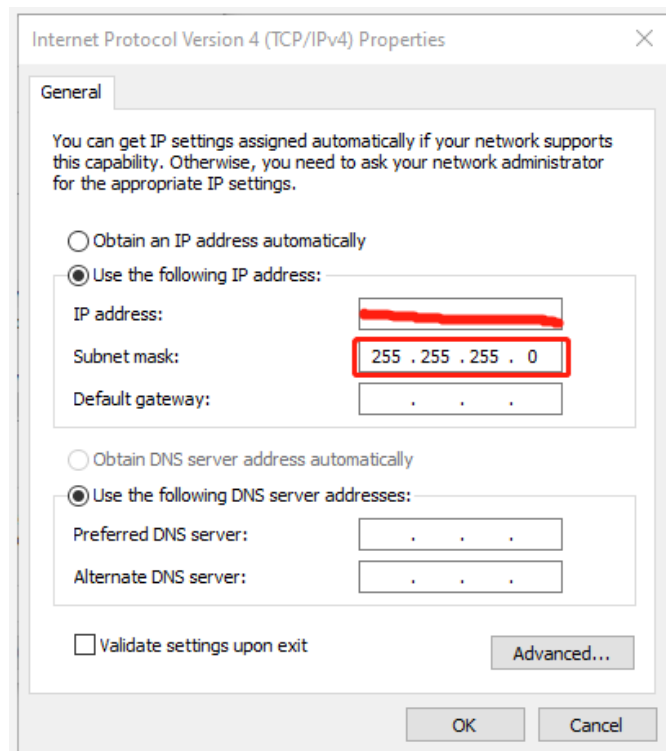 Internet Protocol Version 4 (TCP/IPv4) Properties
General
You can get IP settings assigned automatically if your network supports
this capability. Otherwise, you need to ask your network administrator
for the appropriate IP settings.
Obtain an IP address automatically
Use the following IP address:
IP address:
Subnet mask: 255 . 255 . 255 . 0
Default gateway: . . .
Obtain DNS server address automatically
Use the following DNS server addresses:
Preferred DNS server: . . .
Alternate DNS server: . . .
Validate settings upon exit
Advanced...
OK Cancel